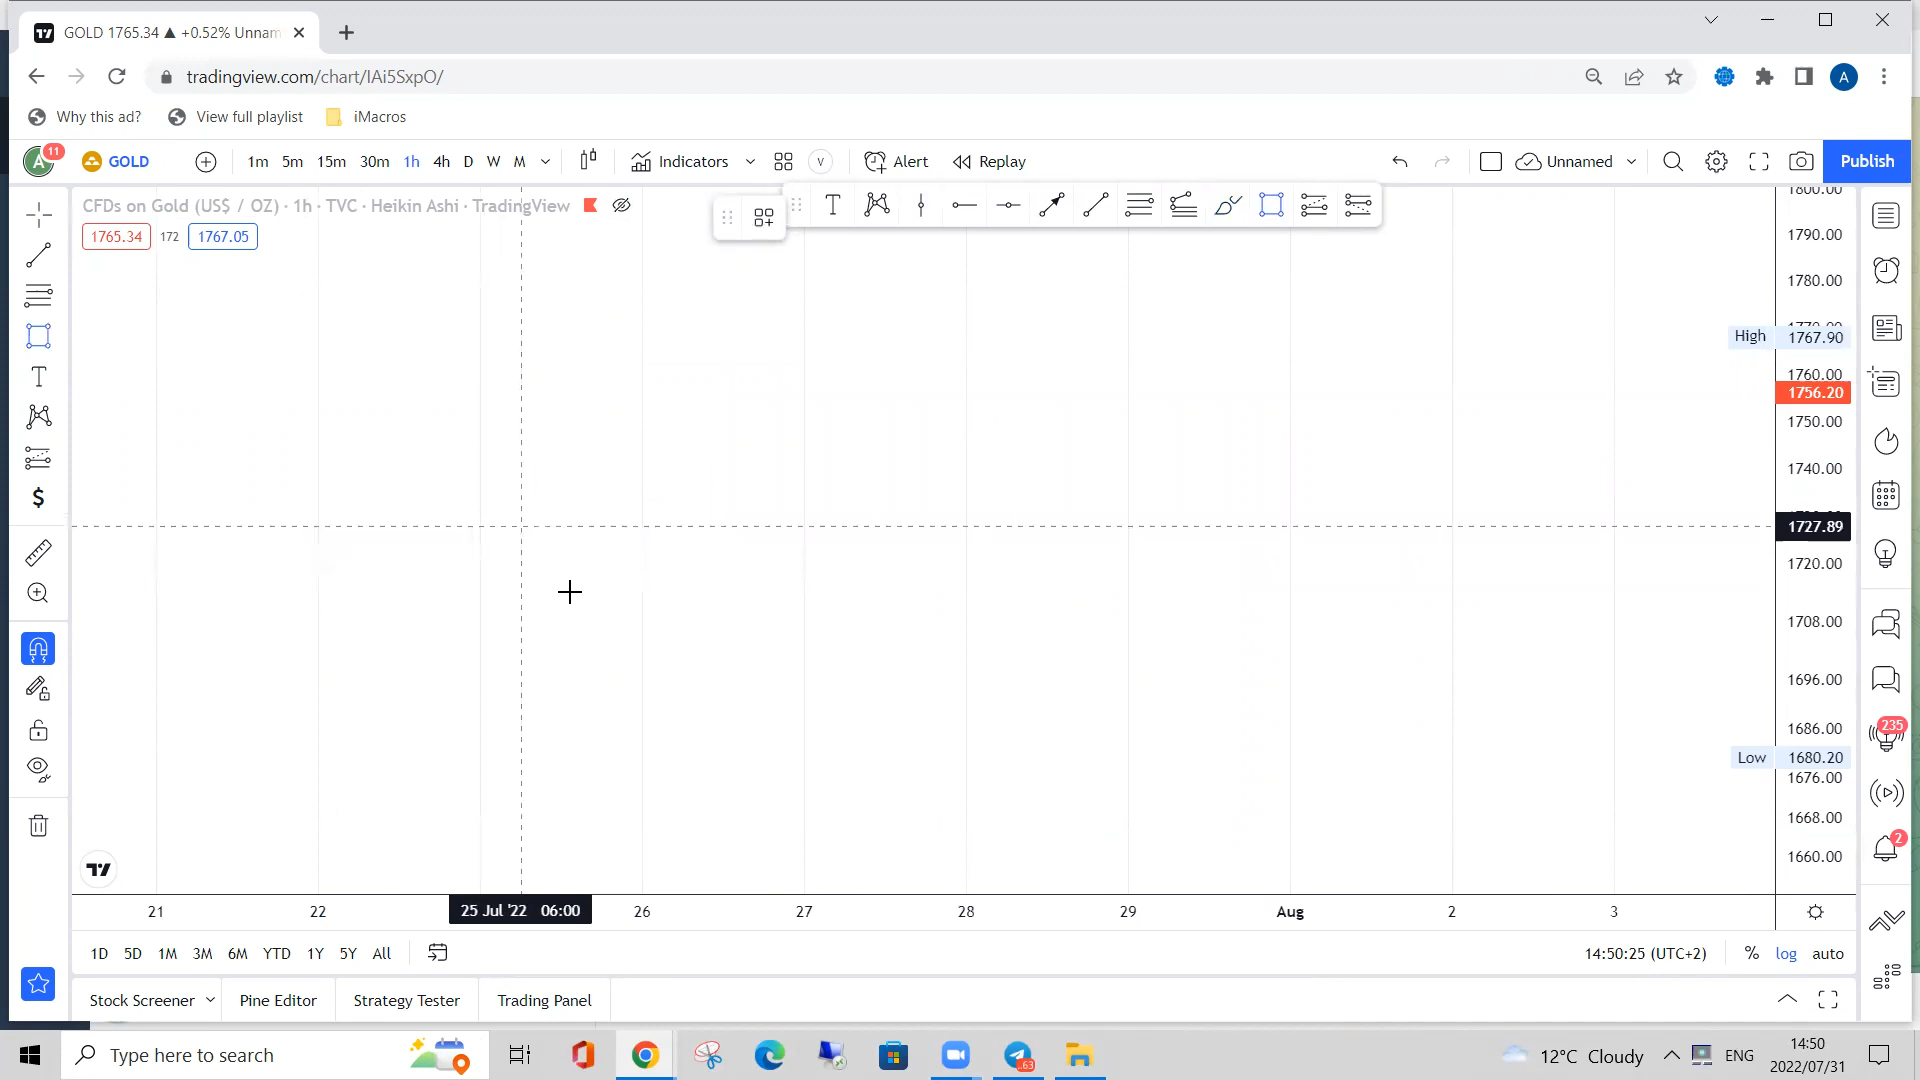 GOLD 1765.34 ▲ +0.52% Unnam
tradingview.com/chart/IAi5SxpO/
A
Why this ad?
View full playlist
iMacros
A
11
GOLD
1m 5m 15m 30m 1h 4h D W M
Indicators
V
Alert
Replay
Unnamed
Publish
CFDs on Gold (US$ / OZ) · 1h · TVC · Heikin Ashi · TradingView
T
1765.34 172 1767.05
1800.00
1790.00
1780.00
High 1767.90
1760.00
1756.20
1750.00
1740.00
1727.89
1720.00
1708.00
1696.00
1686.00
235
Low 1680.20
1676.00
1668.00
2
1660.00
21 22 25 Jul '22 06:00 26 27 28 29 Aug 2 3
1D 5D 1M 3M 6M YTD 1Y 5Y All
14:50:25 (UTC+2) % log auto
Stock Screener Pine Editor Strategy Tester Trading Panel
Type here to search
63
12°C Cloudy
ENG
14:50
2022/07/31